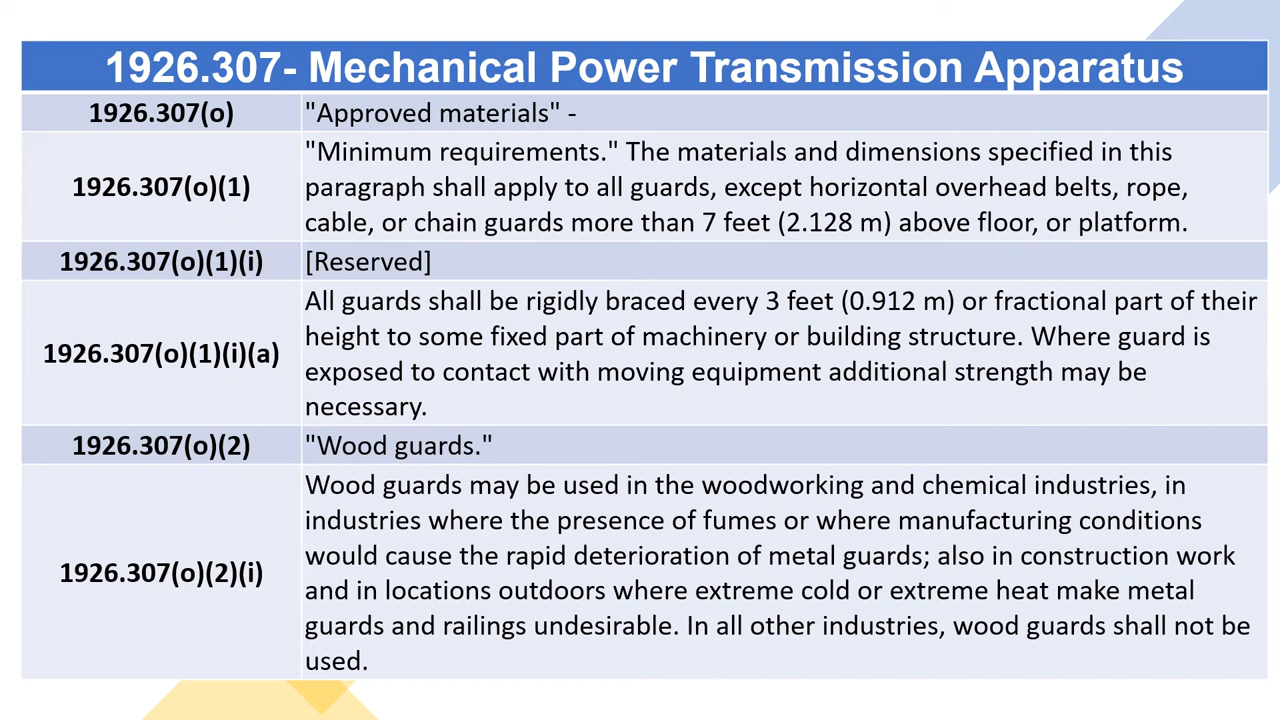 1926.307- Mechanical Power Transmission Apparatus
1926.307(o)
"Approved materials" -
1926.307(o)(1)
"Minimum requirements." The materials and dimensions specified in this
paragraph shall apply to all guards, except horizontal overhead belts, rope,
cable, or chain guards more than 7 feet (2.128 m) above floor, or platform.
1926.307(o)(1)(i)
[Reserved]
1926.307(o)(1)(i)(a)
All guards shall be rigidly braced every 3 feet (0.912 m) or fractional part of their
height to some fixed part of machinery or building structure. Where guard is
exposed to contact with moving equipment additional strength may be
necessary.
1926.307(o)(2)
"Wood guards."
1926.307(o)(2)(i)
Wood guards may be used in the woodworking and chemical industries, in
industries where the presence of fumes or where manufacturing conditions
would cause the rapid deterioration of metal guards; also in construction work
and in locations outdoors where extreme cold or extreme heat make metal
guards and railings undesirable. In all other industries, wood guards shall not be
used.